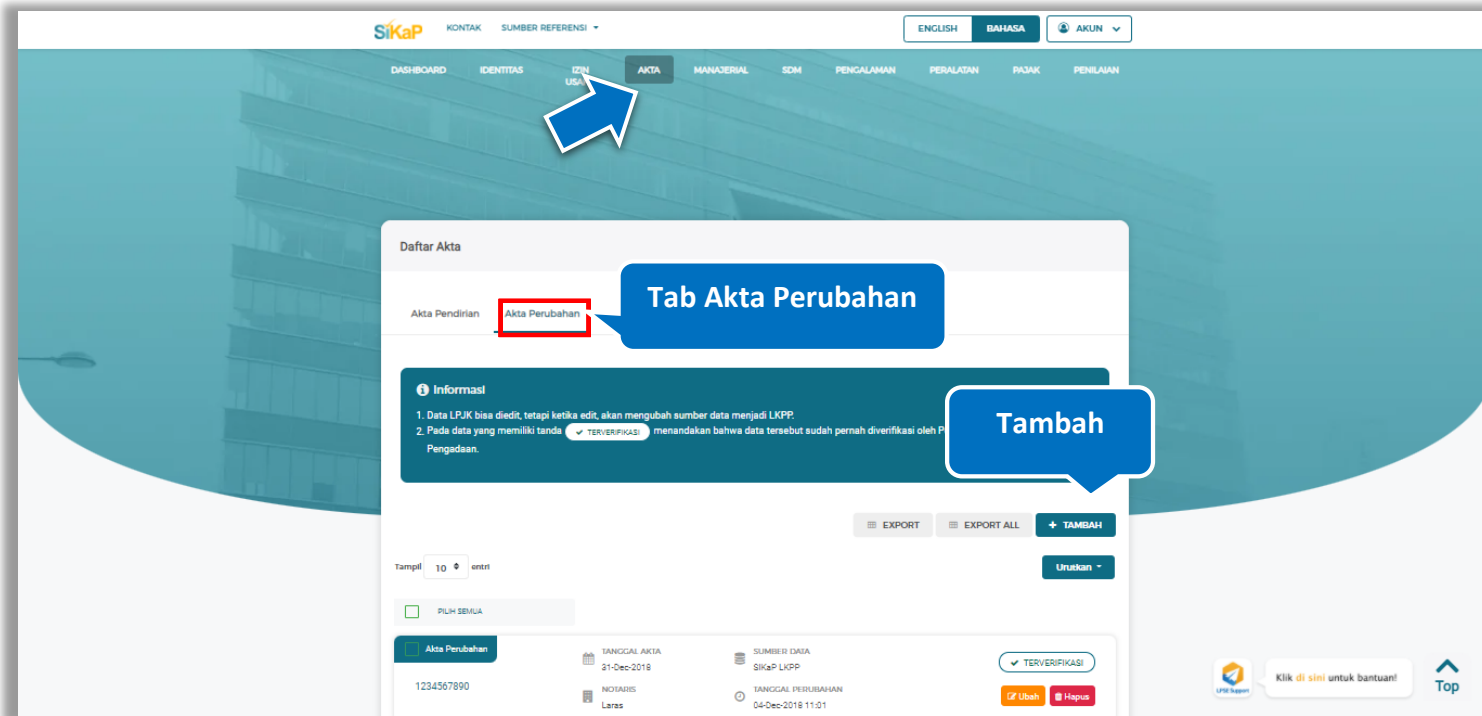 SiKaP KONTAK SUMBER REFERENSI ENGLISH BAHASA AKUN
DASHBOARD IDENTITAS IZIN AKTA MANAJERIAL SDM PENGALAMAN PERALATAN PAJAK PENILAIAN
Daftar Akta
Tab Akta Perubahan
Akta Pendirian Akta Perubahan
Informasi
1. Data LPJK bisa diedit, tetapi ketika edit, akan mengubah sumber data menjadi LKPP.
2. Pada data yang memiliki tanda TERVERIFIKASI menandakan bahwa data tersebut sudah pernah diverifikasi oleh
Pengadaan.
Tambah
EXPORT EXPORT ALL + TAMBAH
Tampil 10 entri Urutkan
PILIH SEMUA
Akta Perubahan TANGGAL AKTA SUMBER DATA
31-Dec-2018 SIKaP LKPP TERVERIFIKASI
1234567890 NOTARIS TANGGAL PERUBAHAN
Laras 04-Dec-2018 11:01 Ubah Hapus
LPSE Support Klik di sini untuk bantuan! Top